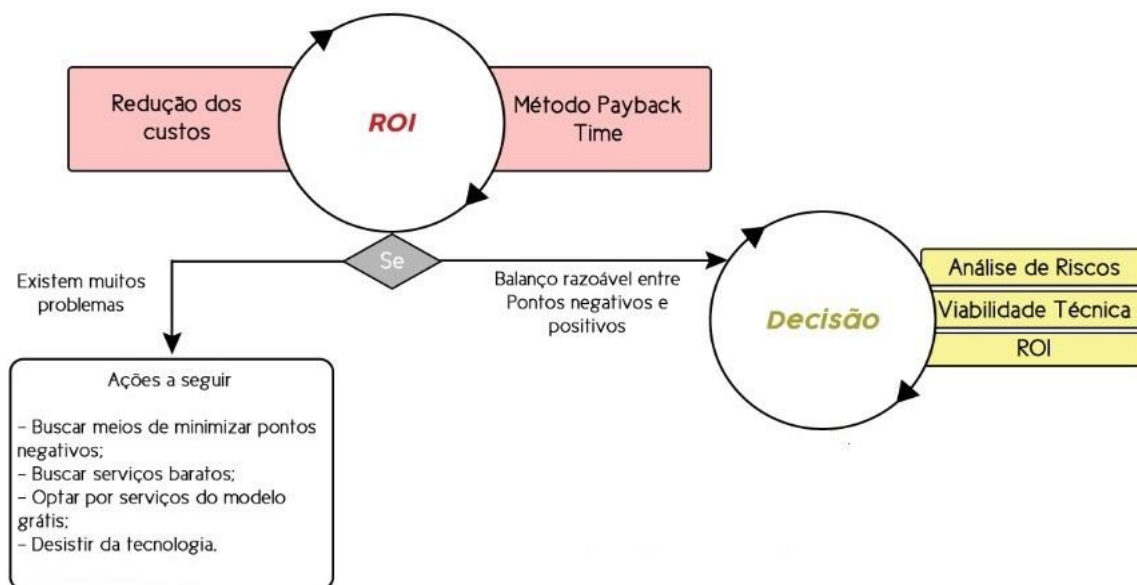 Redução dos
custos
ROI
Método Payback
Time
Se
Existem muitos
problemas
Balanço razoável entre
Pontos negativos e
positivos
Decisão
Análise de Riscos
Viabilidade Técnica
ROI
Ações a seguir
- Buscar meios de minimizar pontos
negativos;
- Buscar serviços baratos;
- Optar por serviços do modelo
grátis;
- Desistir da tecnologia.